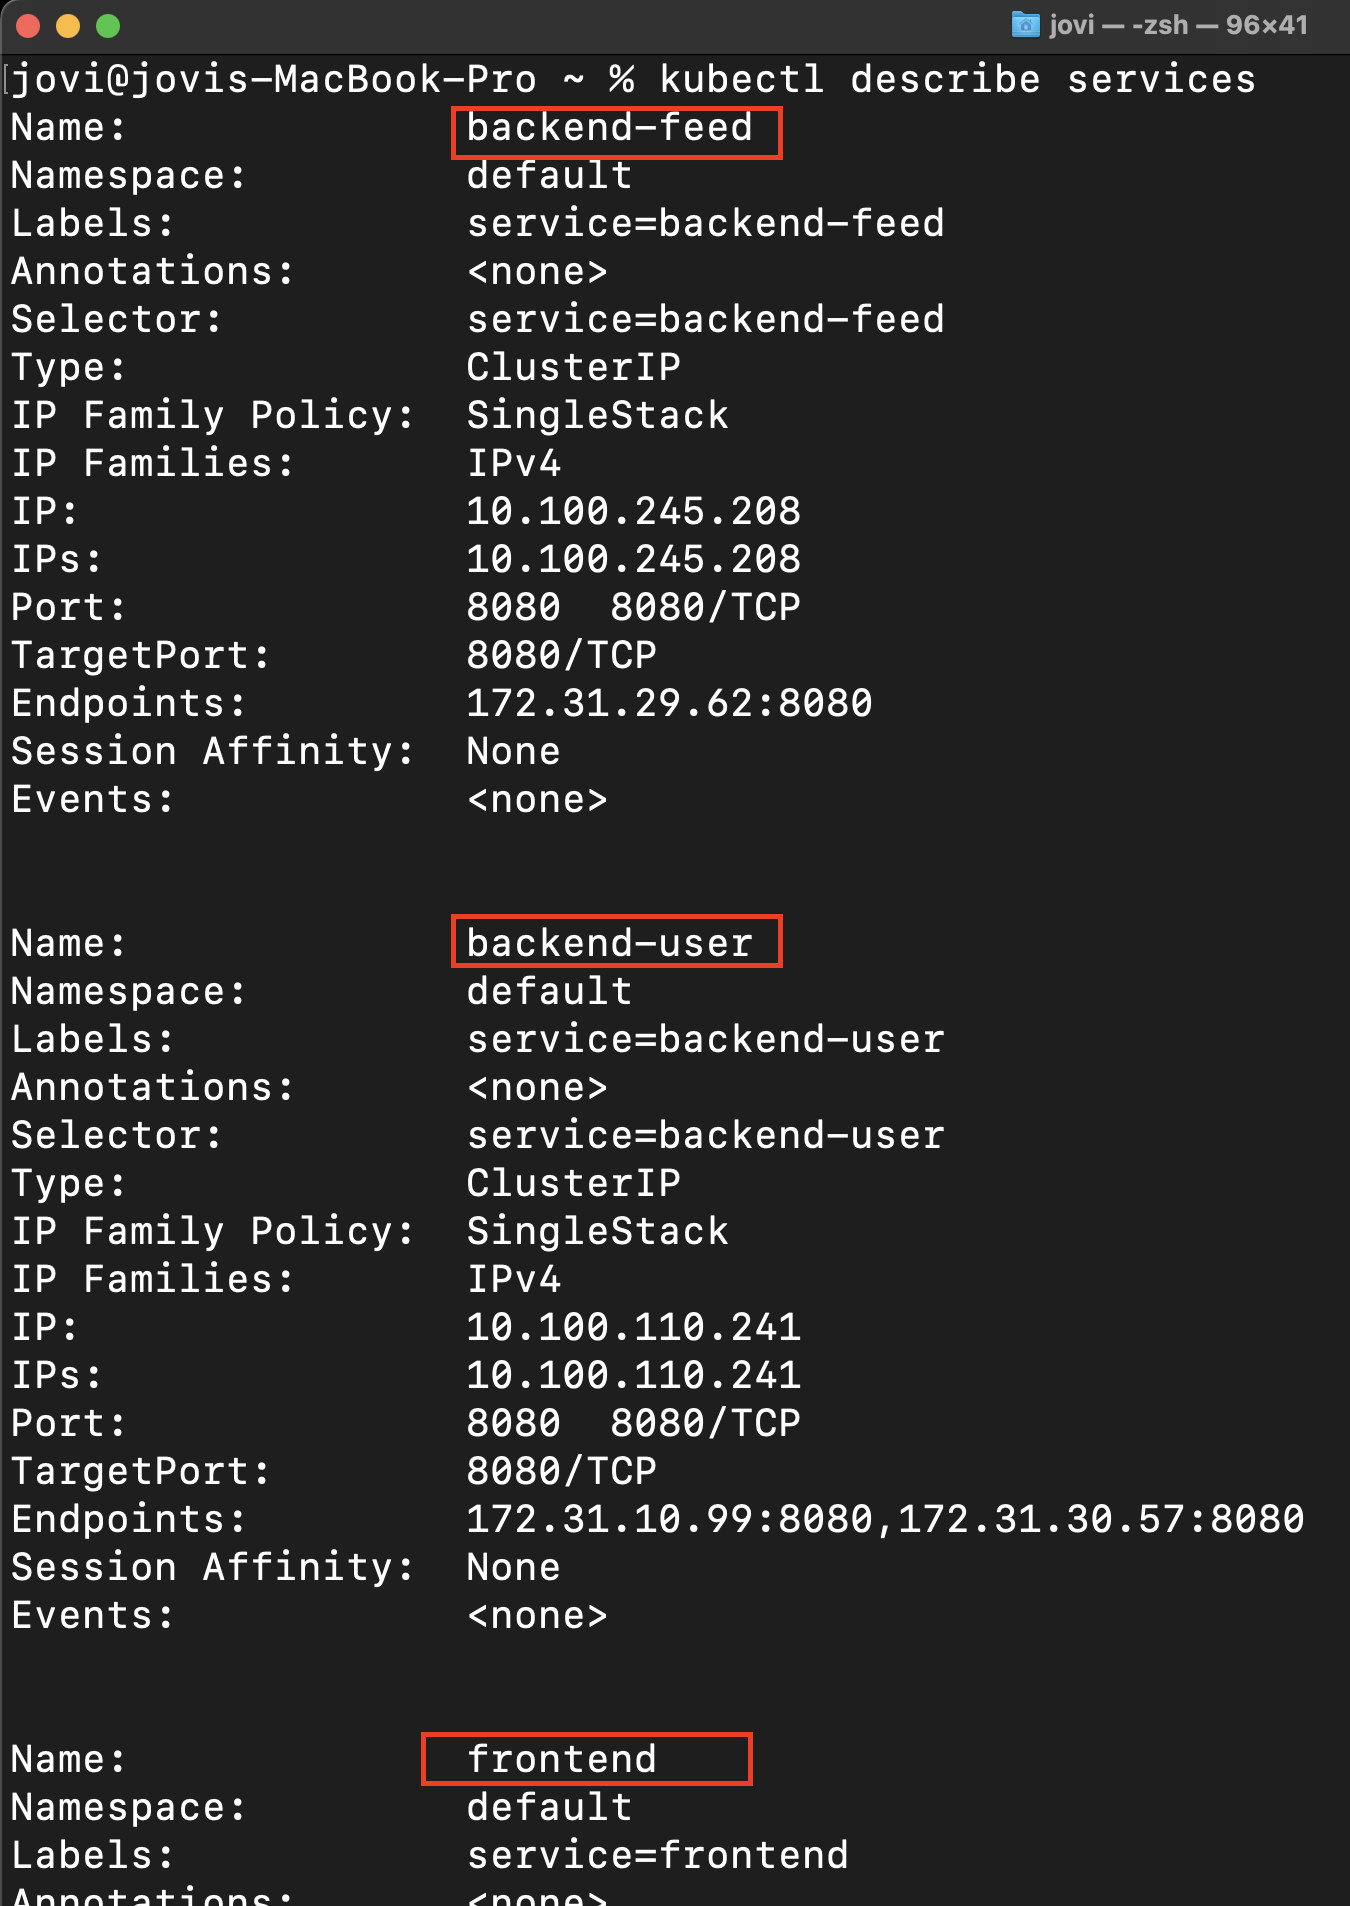 jovi — -zsh — 96×41
jovi@jovis-MacBook-Pro ~ % kubectl describe services
Name: backend-feed
Namespace: default
Labels: service=backend-feed
Annotations: <none>
Selector: service=backend-feed
Type: ClusterIP
IP Family Policy: SingleStack
IP Families: IPv4
IP: 10.100.245.208
IPs: 10.100.245.208
Port: 8080 8080/TCP
TargetPort: 8080/TCP
Endpoints: 172.31.29.62:8080
Session Affinity: None
Events: <none>
Name: backend-user
Namespace: default
Labels: service=backend-user
Annotations: <none>
Selector: service=backend-user
Type: ClusterIP
IP Family Policy: SingleStack
IP Families: IPv4
IP: 10.100.110.241
IPs: 10.100.110.241
Port: 8080 8080/TCP
TargetPort: 8080/TCP
Endpoints: 172.31.10.99:8080,172.31.30.57:8080
Session Affinity: None
Events: <none>
Name: frontend
Namespace: default
Labels: service=frontend
Annotations: <none>